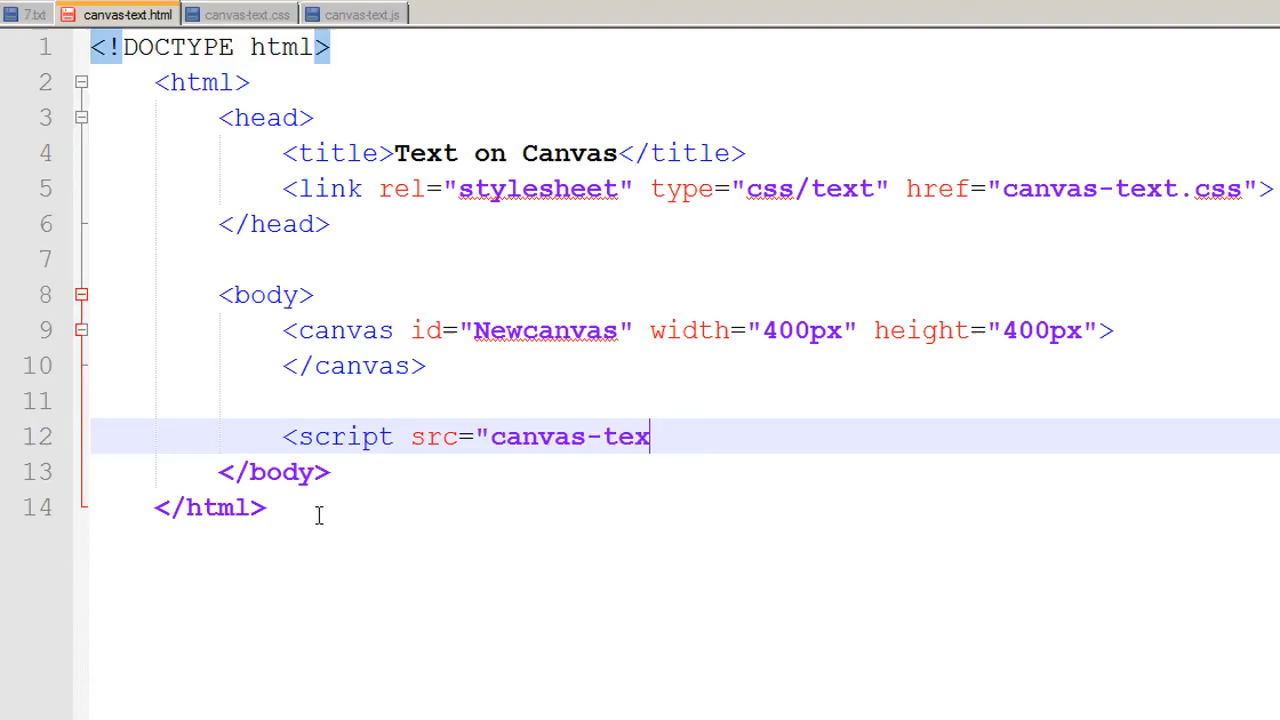 7.txt canvas-text.html canvas-text.css canvas-text.js
1 <!DOCTYPE html>
2 <html>
3 <head>
4 <title>Text on Canvas</title>
5 <link rel="stylesheet" type="css/text" href="canvas-text.css">
6 </head>
7
8 <body>
9 <canvas id="Newcanvas" width="400px" height="400px">
10 </canvas>
11
12 <script src="canvas-tex
13 </body>
14 </html>